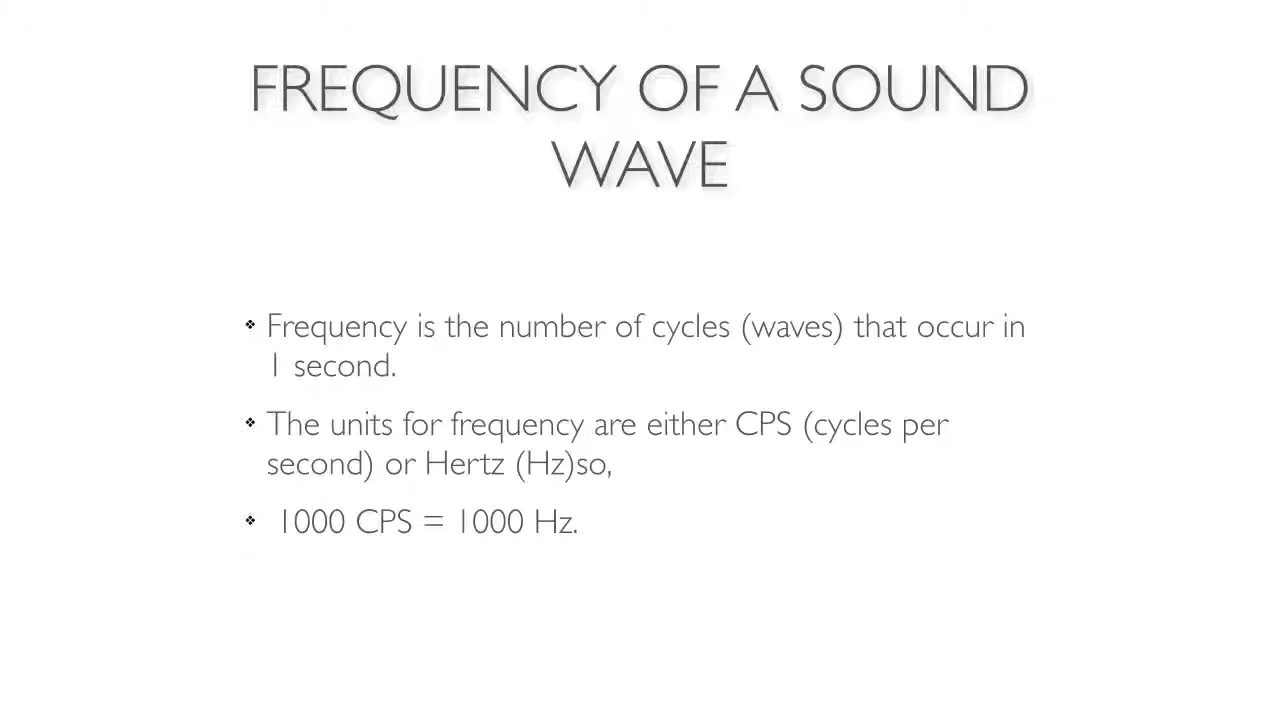 FREQUENCY OF A SOUND
WAVE
Frequency is the number of cycles (waves) that occur in
1 second.
The units for frequency are either CPS (cycles per
second) or Hertz (Hz)so,
1000 CPS = 1000 Hz.